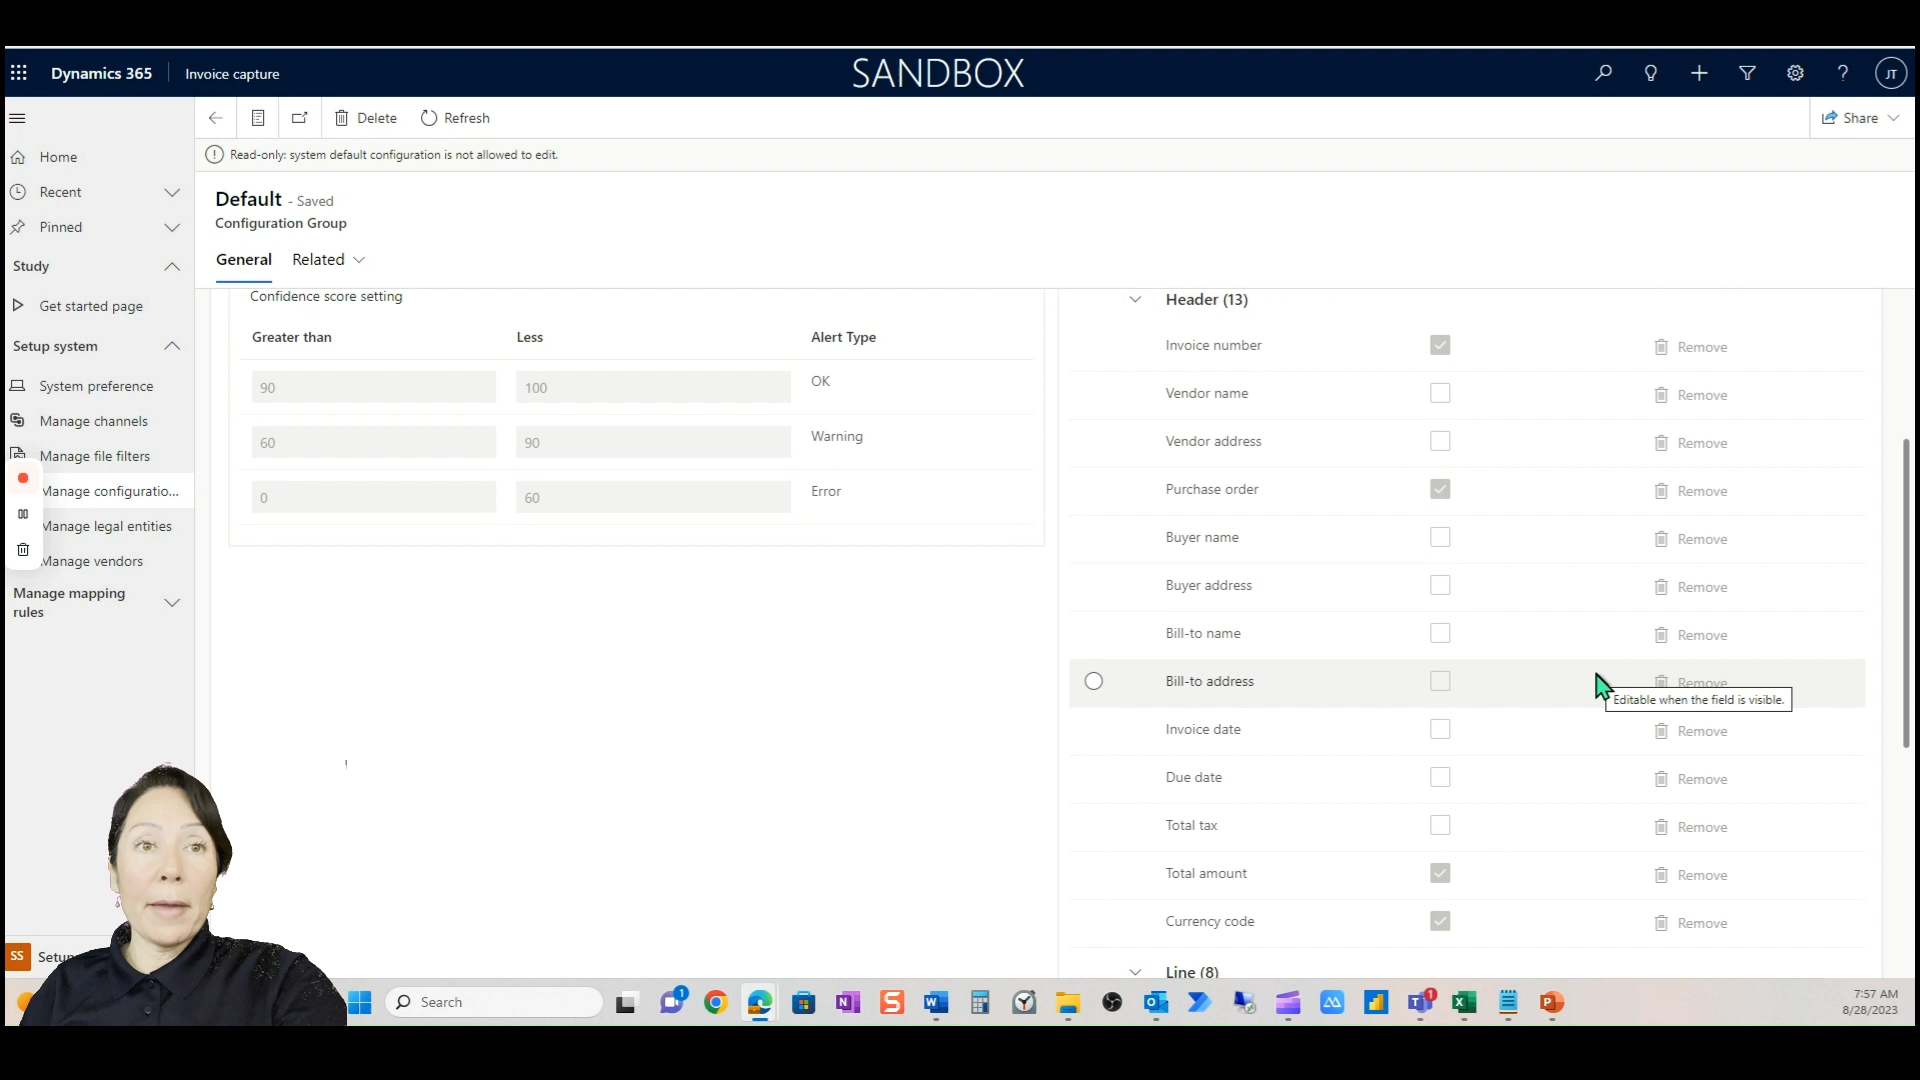 Dynamics 365
Invoice capture
SANDBOX
JT
Delete
Refresh
Share
Read-only: system default configuration is not allowed to edit.
Home
Recent
Pinned
Study
Get started page
Setup system
System preference
Manage channels
Manage file filters
Manage configuratio...
Manage legal entities
Manage vendors
Manage mapping
rules
SS
Default - Saved
Configuration Group
General
Related
Confidence score setting
Greater than Less Alert Type
90 100 OK
60 90 Warning
0 60 Error
Header (13)
Invoice number Remove
Vendor name Remove
Vendor address Remove
Purchase order Remove
Buyer name Remove
Buyer address Remove
Bill-to name Remove
Bill-to address Remove
Editable when the field is visible.
Invoice date Remove
Due date Remove
Total tax Remove
Total amount Remove
Currency code Remove
Line (8)
Search
1
1
7:57 AM
8/28/2023